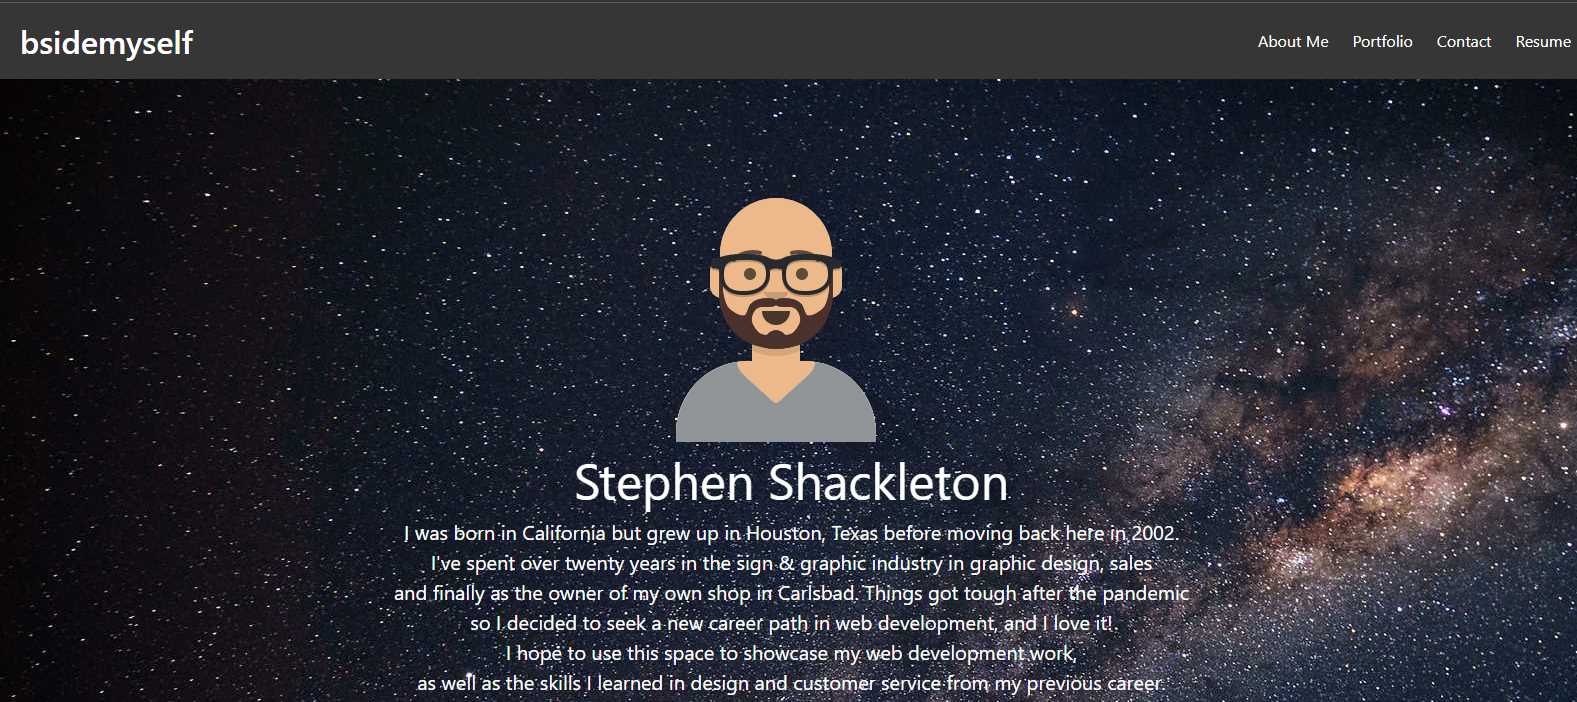 bsidemyself
About Me Portfolio Contact Resume
Stephen Shackleton
I was born in California but grew up in Houston, Texas before moving back here in 2002.
I've spent over twenty years in the sign & graphic industry in graphic design, sales
and finally as the owner of my own shop in Carlsbad. Things got tough after the pandemic
so I decided to seek a new career path in web development, and I love it!
I hope to use this space to showcase my web development work,
as well as the skills I learned in design and customer service from my previous career.